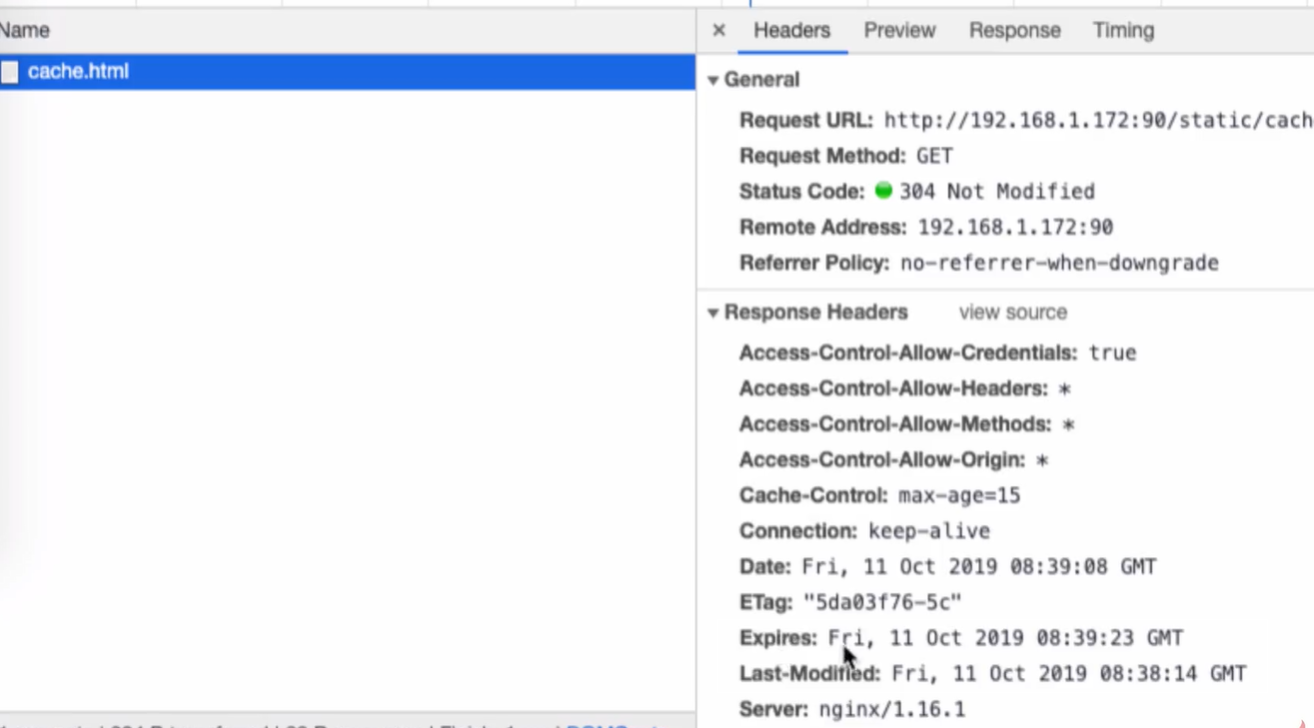 Name
cache.html
× Headers Preview Response Timing
▼ General
Request URL: http://192.168.1.172:90/static/cach
Request Method: GET
Status Code: 304 Not Modified
Remote Address: 192.168.1.172:90
Referrer Policy: no-referrer-when-downgrade
▼ Response Headers view source
Access-Control-Allow-Credentials: true
Access-Control-Allow-Headers: *
Access-Control-Allow-Methods: *
Access-Control-Allow-Origin: *
Cache-Control: max-age=15
Connection: keep-alive
Date: Fri, 11 Oct 2019 08:39:08 GMT
ETag: "5da03f76-5c"
Expires: Fri, 11 Oct 2019 08:39:23 GMT
Last-Modified: Fri, 11 Oct 2019 08:38:14 GMT
Server: nginx/1.16.1